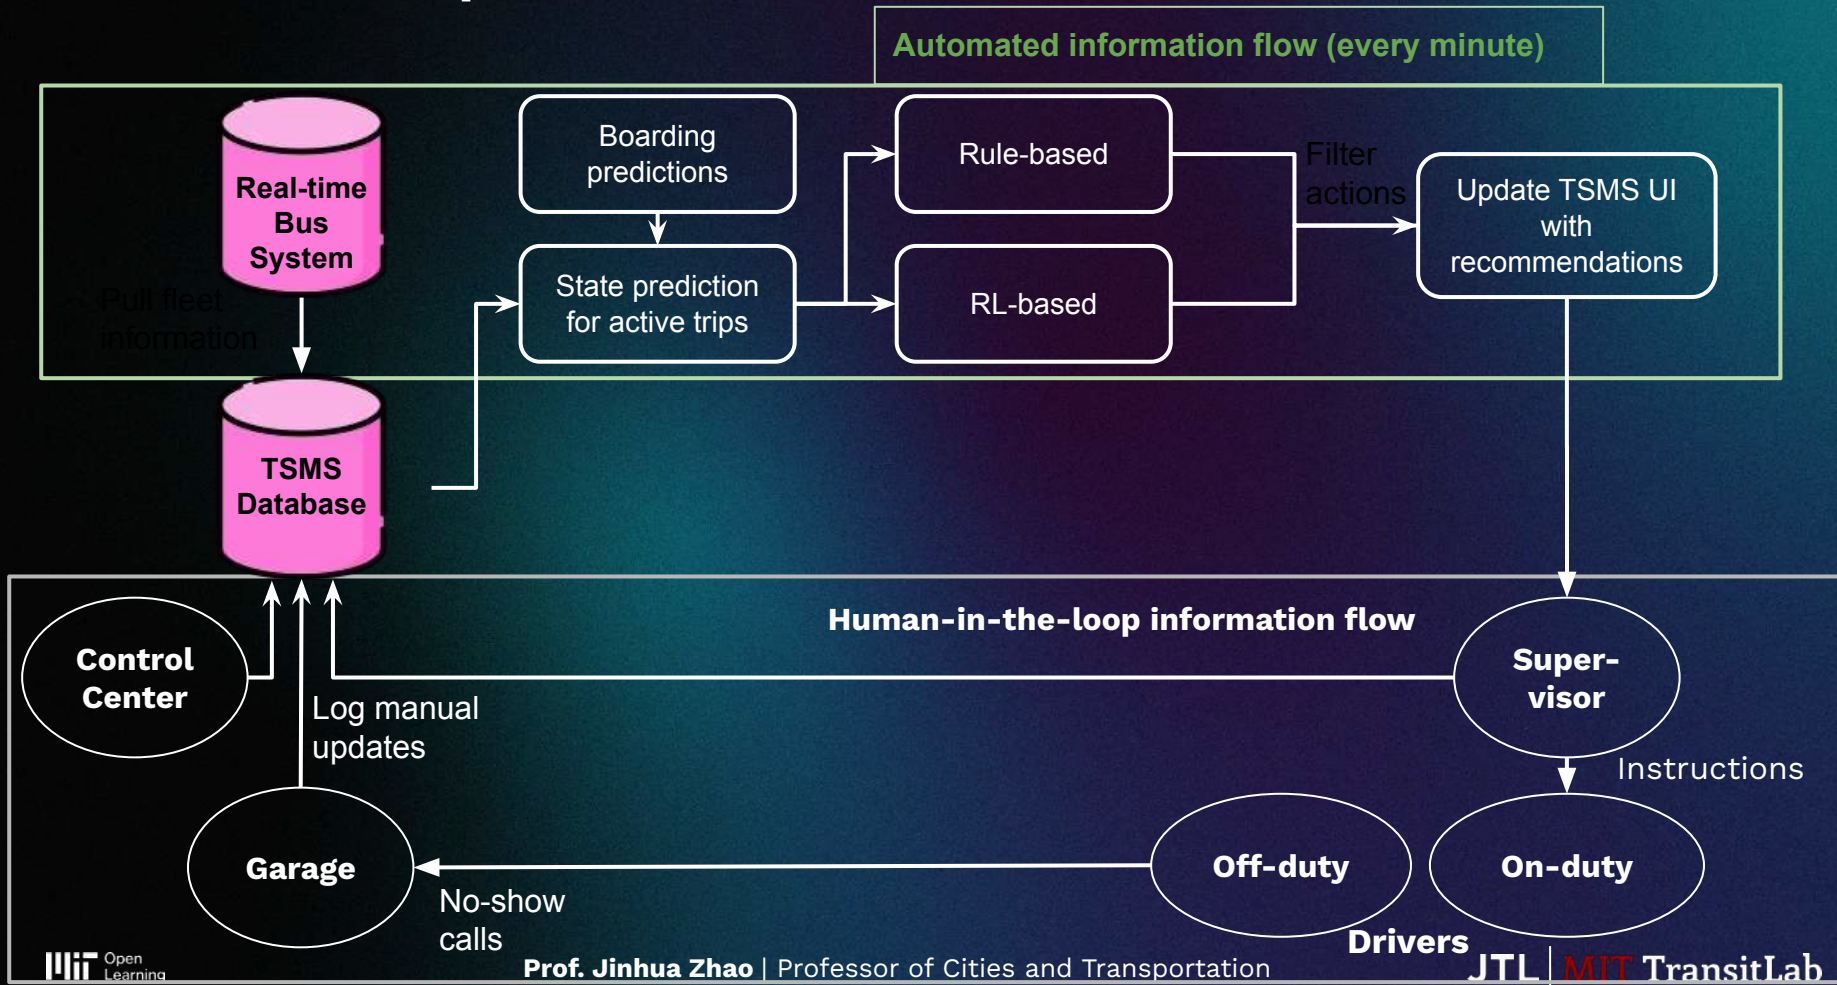 Automated information flow (every minute)
Real-time
Bus
System
Boarding
predictions
State prediction
for active trips
Rule-based
RL-based
Filter
actions
Update TSMS UI
with
recommendations
Pull fleet
information
TSMS
Database
Human-in-the-loop information flow
Control
Center
Super-
visor
Log manual
updates
Instructions
Garage
Off-duty
On-duty
No-show
calls
Drivers
MIT Open
Learning
Prof. Jinhua Zhao | Professor of Cities and Transportation
JTL | MIT TransitLab